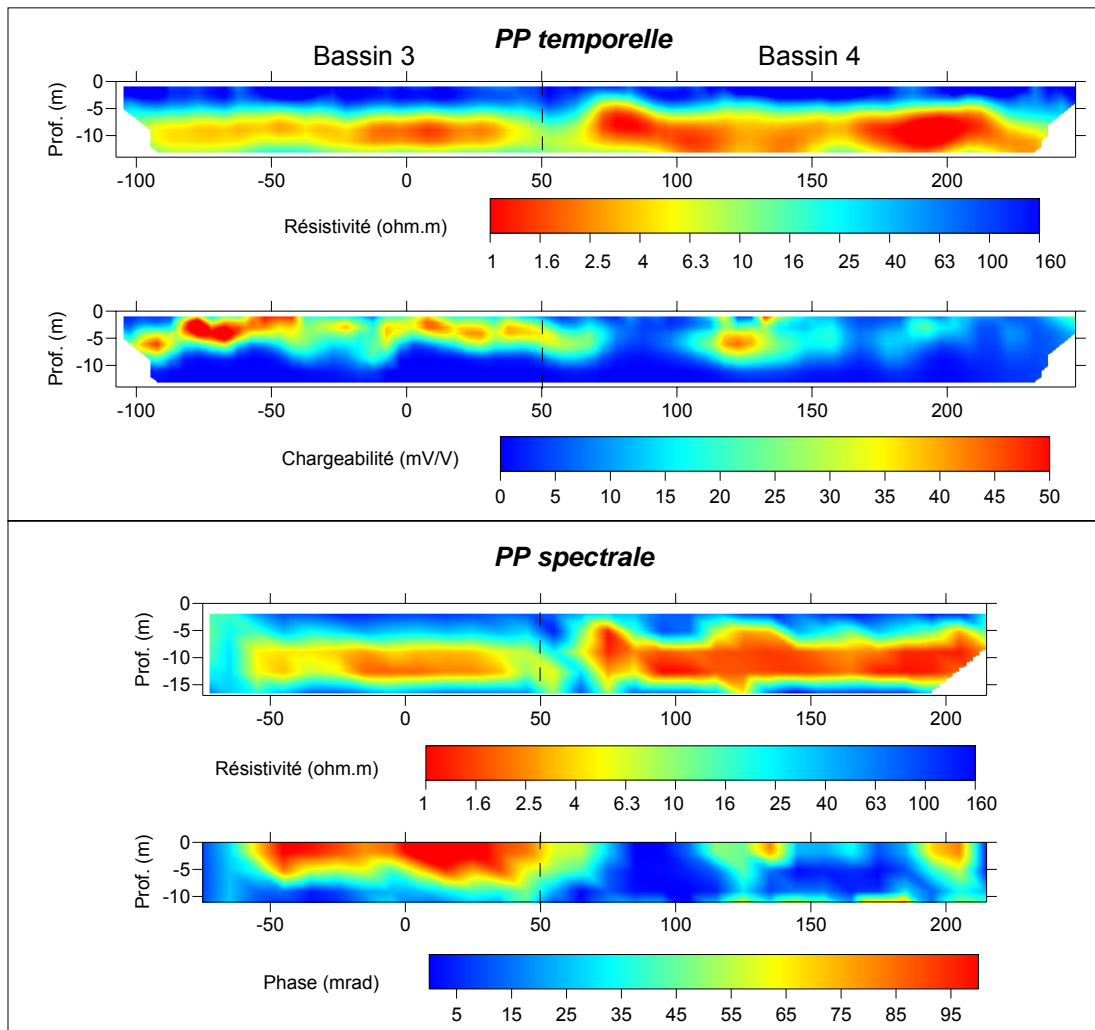 PP temporelle
Bassin 3 Bassin 4
Prof. (m)
0
-5
-10
-100 -50 0 50 100 150 200
Résistivité (ohm.m)
1 1.6 2.5 4 6.3 10 16 25 40 63 100 160
Prof. (m)
0
-5
-10
-100 -50 0 50 100 150 200
Chargeabilité (mV/V)
0 5 10 15 20 25 30 35 40 45 50
PP spectrale
Prof. (m)
0
-5
-10
-15
-50 0 50 100 150 200
Résistivité (ohm.m)
1 1.6 2.5 4 6.3 10 16 25 40 63 100 160
Prof. (m)
0
-5
-10
-50 0 50 100 150 200
Phase (mrad)
5 15 25 35 45 55 65 75 85 95